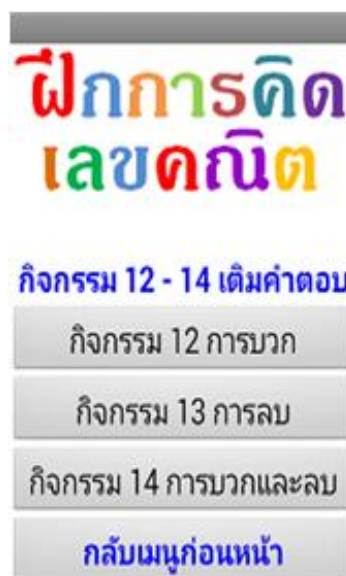 ฝึกการคิด
เลขคณิต
กิจกรรม 12 - 14 เติมคำตอบ
กิจกรรม 12 การบวก
กิจกรรม 13 การลบ
กิจกรรม 14 การบวกและลบ
กลับเมนูก่อนหน้า